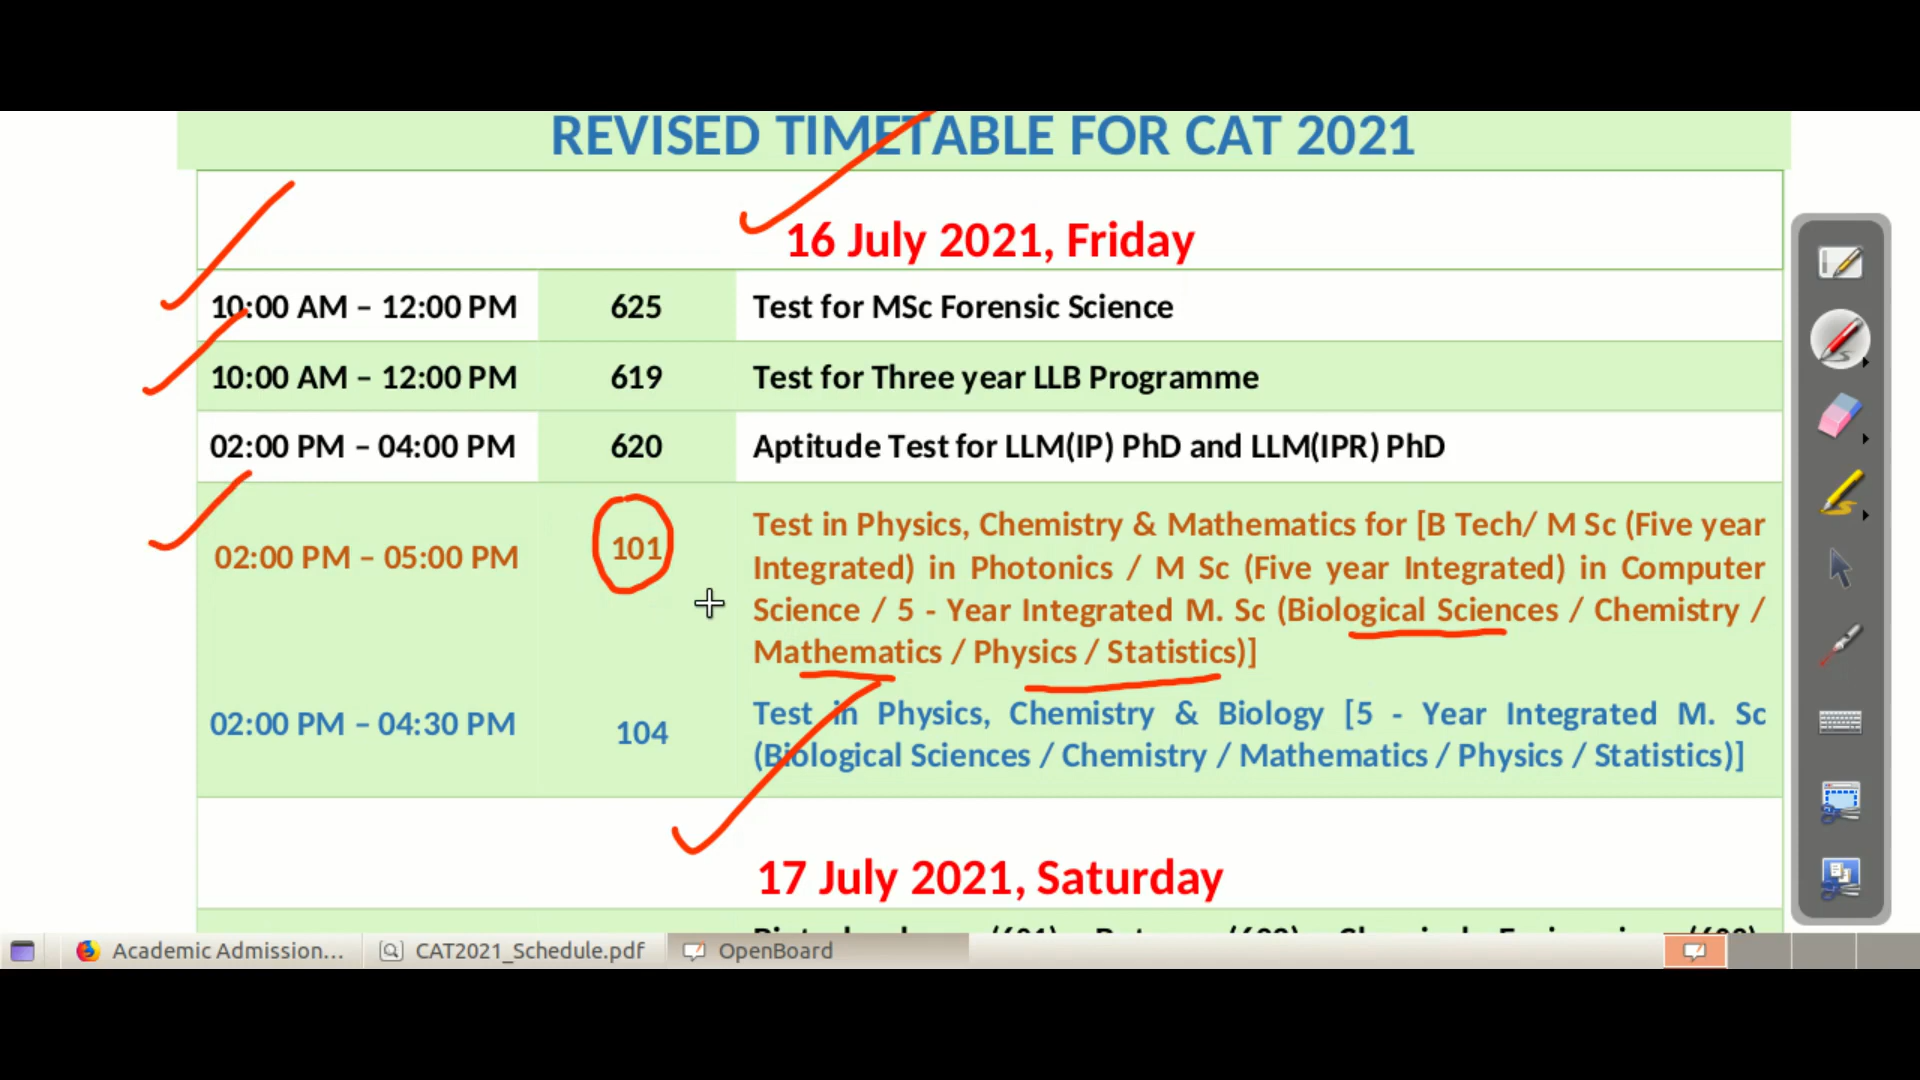 REVISED TIMETABLE FOR CAT 2021
16 July 2021, Friday
10:00 AM – 12:00 PM 625 Test for MSc Forensic Science
10:00 AM – 12:00 PM 619 Test for Three year LLB Programme
02:00 PM – 04:00 PM 620 Aptitude Test for LLM(IP) PhD and LLM(IPR) PhD
02:00 PM – 05:00 PM 101 Test in Physics, Chemistry & Mathematics for [B Tech/ M Sc (Five year
Integrated) in Photonics / M Sc (Five year Integrated) in Computer
Science / 5 - Year Integrated M. Sc (Biological Sciences / Chemistry /
Mathematics / Physics / Statistics)]
02:00 PM – 04:30 PM 104 Test in Physics, Chemistry & Biology [5 - Year Integrated M. Sc
(Biological Sciences / Chemistry / Mathematics / Physics / Statistics)]
17 July 2021, Saturday
Academic Admission... CAT2021_Schedule.pdf OpenBoard